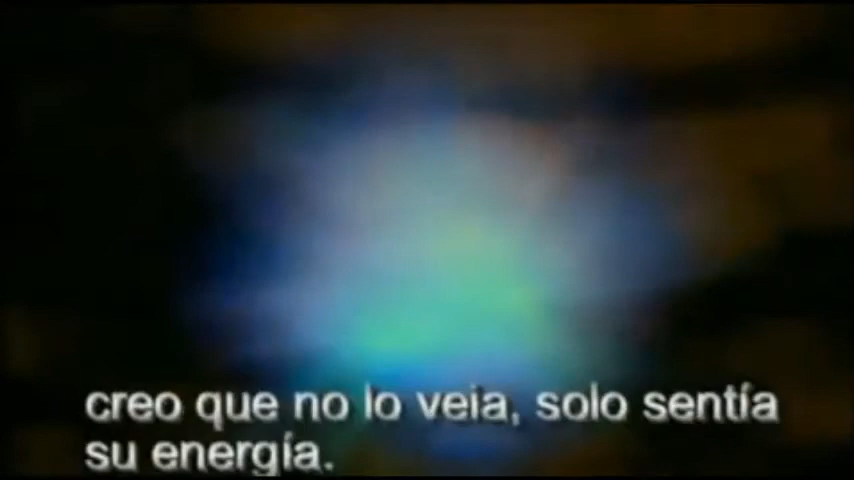 creo que no lo veia, solo sentía
su energía.